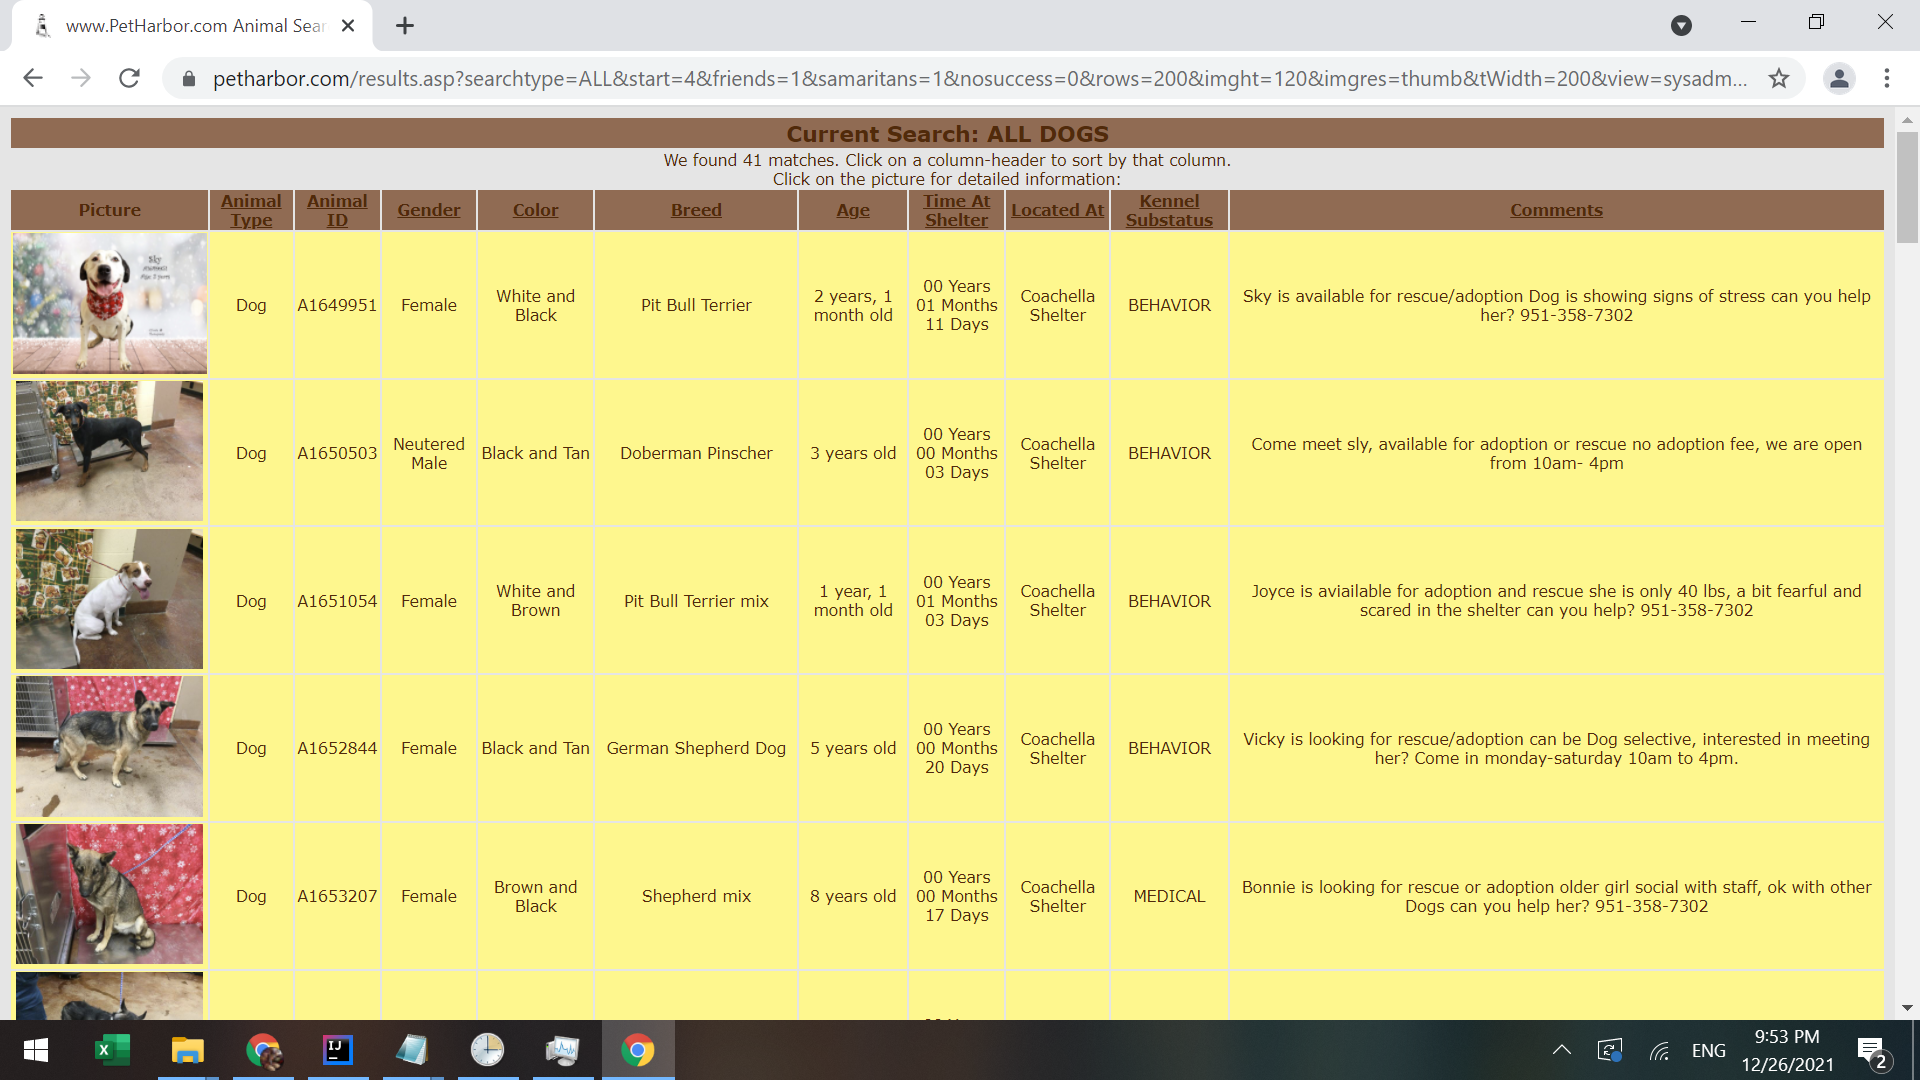 www.PetHarbor.com Animal Sear
petharbor.com/results.asp?searchtype=ALL&start=4&friends=1&samaritans=1&nosuccess=0&rows=200&imght=120&imgres=thumb&tWidth=200&view=sysadm...
Current Search: ALL DOGS
We found 41 matches. Click on a column-header to sort by that column.
Click on the picture for detailed information:
Picture
Animal
Type
Animal
ID
Gender
Color
Breed
Age
Time At
Shelter
Located At
Kennel
Substatus
Comments
Sky
Dog
A1649951
Female
White and
Black
Pit Bull Terrier
2 years, 1
month old
00 Years
01 Months
11 Days
Coachella
Shelter
BEHAVIOR
Sky is available for rescue/adoption Dog is showing signs of stress can you help
her? 951-358-7302
Dog
A1650503
Neutered
Male
Black and Tan
Doberman Pinscher
3 years old
00 Years
00 Months
03 Days
Coachella
Shelter
BEHAVIOR
Come meet sly, available for adoption or rescue no adoption fee, we are open
from 10am- 4pm
Dog
A1651054
Female
White and
Brown
Pit Bull Terrier mix
1 year, 1
month old
00 Years
01 Months
03 Days
Coachella
Shelter
BEHAVIOR
Joyce is avialable for adoption and rescue she is only 40 lbs, a bit fearful and
scared in the shelter can you help? 951-358-7302
Dog
A1652844
Female
Black and Tan
German Shepherd Dog
5 years old
00 Years
00 Months
20 Days
Coachella
Shelter
BEHAVIOR
Vicky is looking for rescue/adoption can be Dog selective, interested in meeting
her? Come in monday-saturday 10am to 4pm.
Dog
A1653207
Female
Brown and
Black
Shepherd mix
8 years old
00 Years
00 Months
17 Days
Coachella
Shelter
MEDICAL
Bonnie is looking for rescue or adoption older girl social with staff, ok with other
Dogs can you help her? 951-358-7302
IJ
ENG
9:53 PM
12/26/2021
2